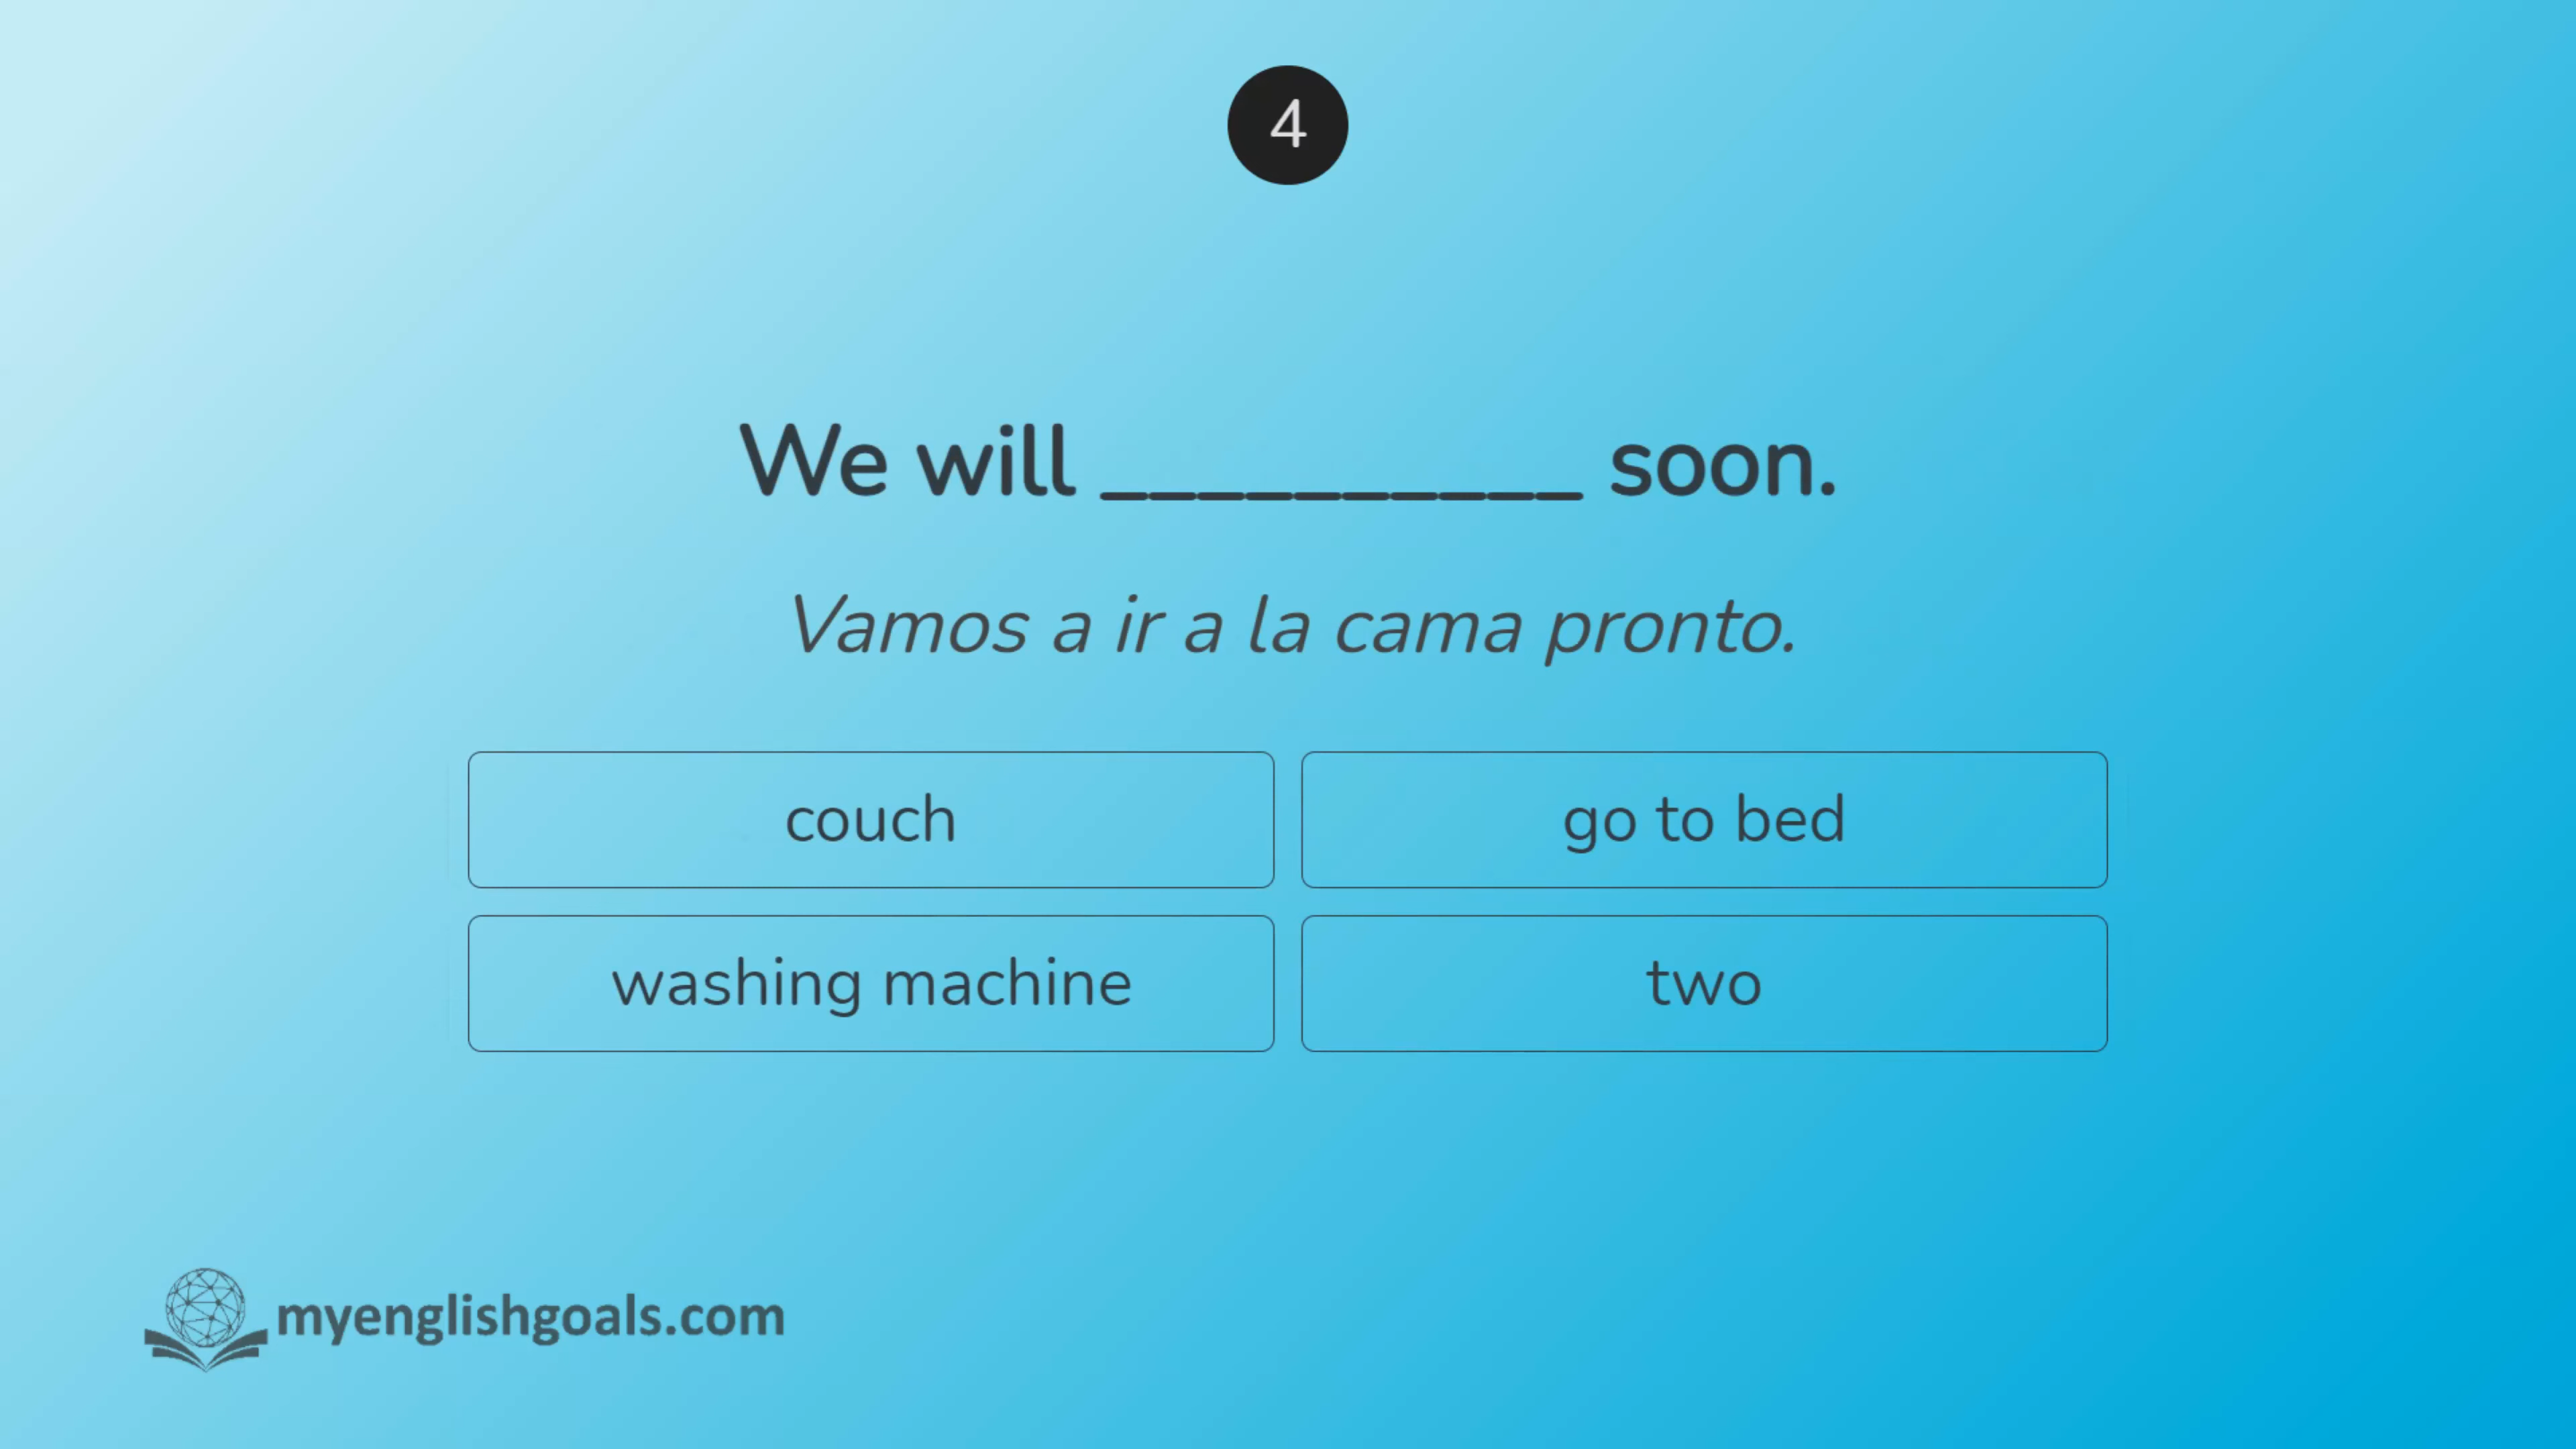 4
We will __________ soon.
Vamos a ir a la cama pronto.
couch
go to bed
washing machine
two
myenglishgoals.com